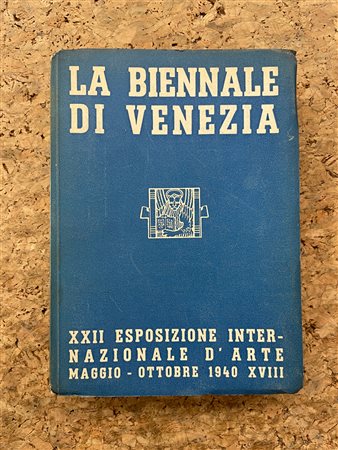 LA BIENNALE
DI VENEZIA
XXII ESPOSIZIONE INTER-
NAZIONALE D'ARTE
MAGGIO - OTTOBRE 1940 XVIII